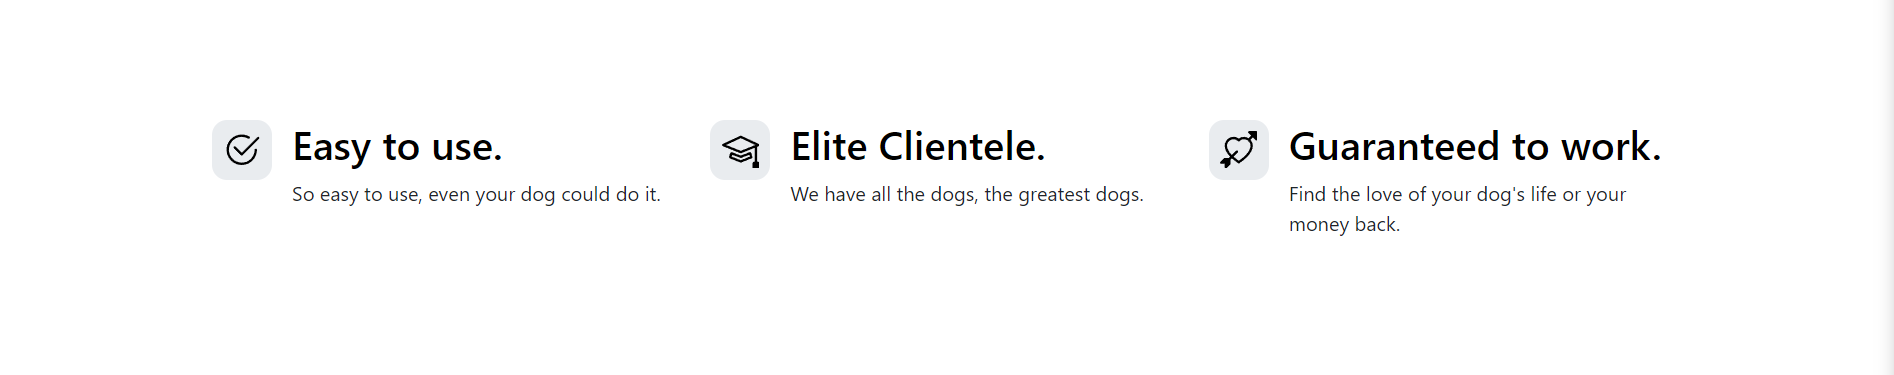 Easy to use.
So easy to use, even your dog could do it.
Elite Clientele.
We have all the dogs, the greatest dogs.
Guaranteed to work.
Find the love of your dog's life or your
money back.